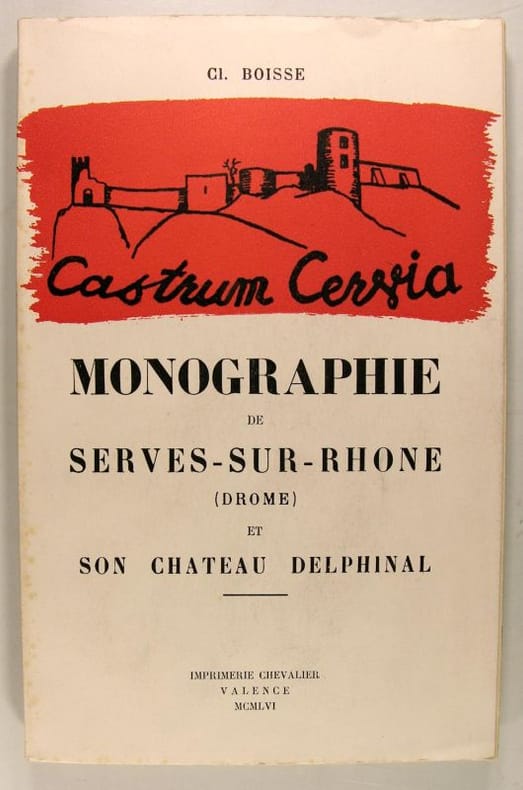 Cl. BOISSE
Castrum Cervia
MONOGRAPHIE
DE
SERVES-SUR-RHONE
(DROME)
ET
SON CHATEAU DELPHINAL
IMPRIMERIE CHEVALIER
VALENCE
MCMLVI